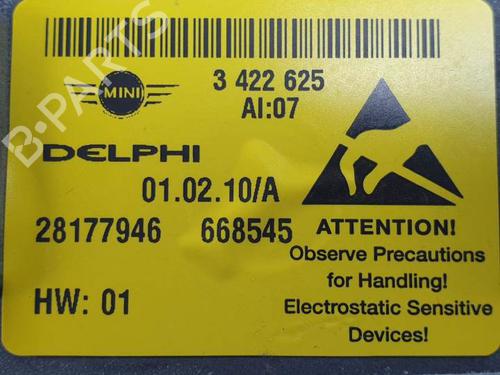 MINI
3 422 625
AI:07
B-PARTS
DELPHI
01.02.10/A
28177946 668545
HW: 01
ATTENTION!
Observe Precautions
for Handling!
Electrostatic Sensitive
Devices!